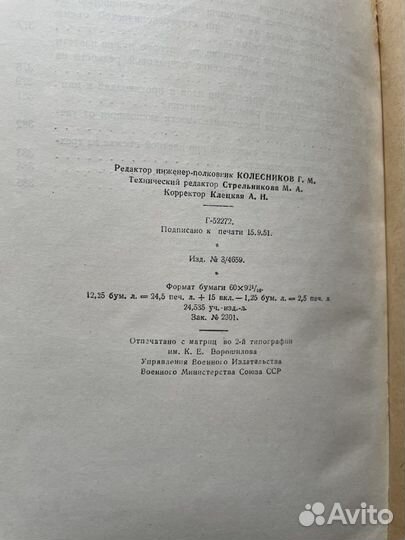 Редактор инженер-полковник КОЛЕСНИКОВ Г. М.
Технический редактор Стрельникова М. А.
Корректор Клецкая А. Н.
Г-52272.
Подписано к печати 15.9.51.
*
Изд. № 3/4659.
*
Формат бумаги 60×92¹/₁₆.
12,25 бум. л. = 24,5 печ. л. + 15 вкл. — 1,25 бум. л. = 2,5 печ. л
24,535 уч.-изд.-л.
Зак. № 2301.
Отпечатано с матриц во 2-й типографии
им. К. Е. Ворошилова
Управления Военного Издательства
Военного Министерства Союза ССР
Avito